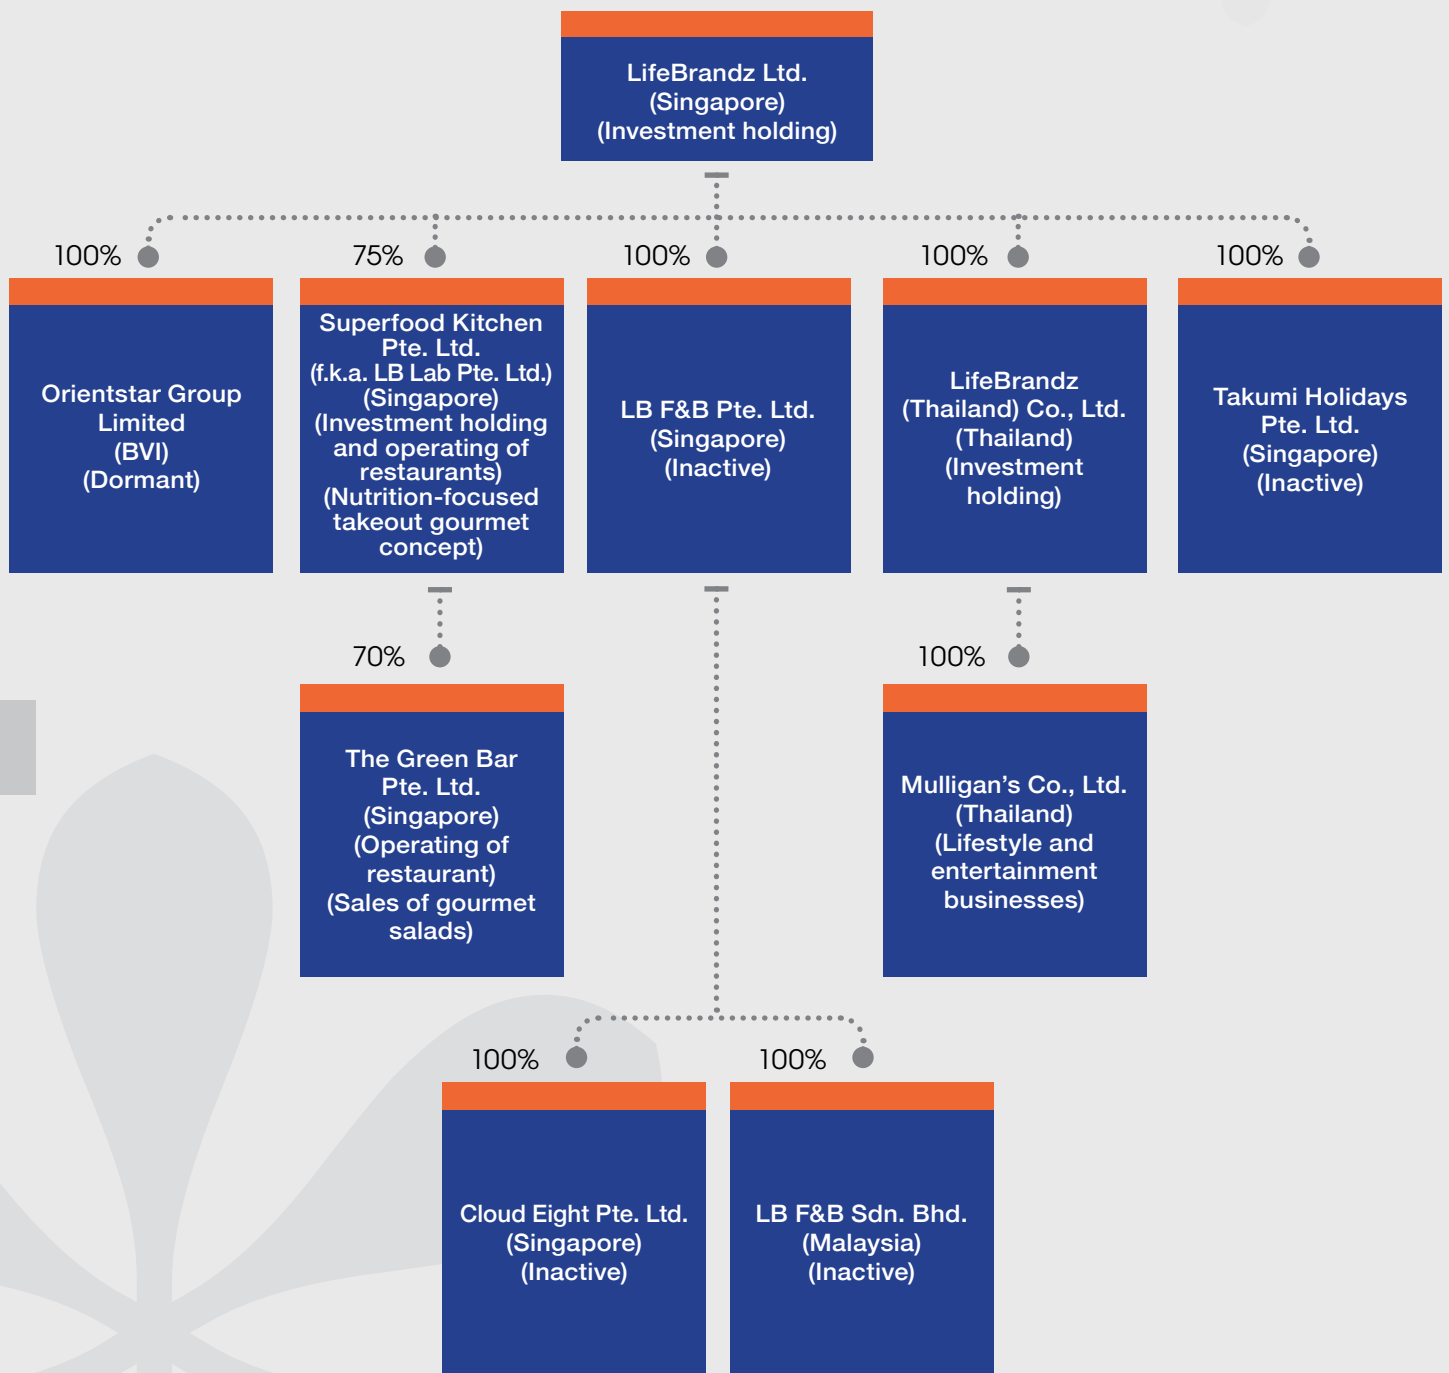 LifeBrandz Ltd.
(Singapore)
(Investment holding)
100%
75%
100%
100%
100%
Orientstar Group
Limited
(BVI)
(Dormant)
Superfood Kitchen
Pte. Ltd.
(f.k.a. LB Lab Pte. Ltd.)
(Singapore)
(Investment holding
and operating of
restaurants)
(Nutrition-focused
takeout gourmet
concept)
LB F&B Pte. Ltd.
(Singapore)
(Inactive)
LifeBrandz
(Thailand) Co., Ltd.
(Thailand)
(Investment
holding)
Takumi Holidays
Pte. Ltd.
(Singapore)
(Inactive)
70%
100%
The Green Bar
Pte. Ltd.
(Singapore)
(Operating of
restaurant)
(Sales of gourmet
salads)
Mulligan’s Co., Ltd.
(Thailand)
(Lifestyle and
entertainment
businesses)
100%
100%
Cloud Eight Pte. Ltd.
(Singapore)
(Inactive)
LB F&B Sdn. Bhd.
(Malaysia)
(Inactive)